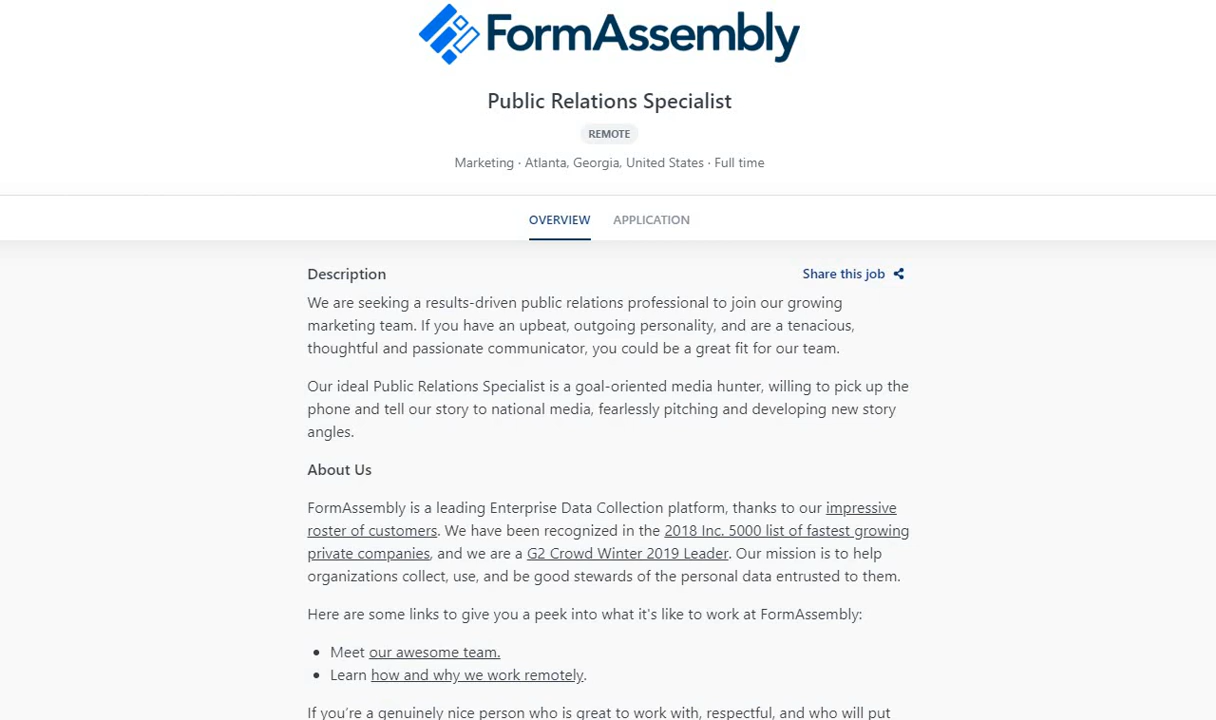 FormAssembly
Public Relations Specialist
REMOTE
Marketing · Atlanta, Georgia, United States · Full time
OVERVIEW APPLICATION
Description Share this job
We are seeking a results-driven public relations professional to join our growing
marketing team. If you have an upbeat, outgoing personality, and are a tenacious,
thoughtful and passionate communicator, you could be a great fit for our team.
Our ideal Public Relations Specialist is a goal-oriented media hunter, willing to pick up the
phone and tell our story to national media, fearlessly pitching and developing new story
angles.
About Us
FormAssembly is a leading Enterprise Data Collection platform, thanks to our impressive
roster of customers. We have been recognized in the 2018 Inc. 5000 list of fastest growing
private companies, and we are a G2 Crowd Winter 2019 Leader. Our mission is to help
organizations collect, use, and be good stewards of the personal data entrusted to them.
Here are some links to give you a peek into what it's like to work at FormAssembly:
• Meet our awesome team.
• Learn how and why we work remotely.
If you’re a genuinely nice person who is great to work with, respectful, and who will put